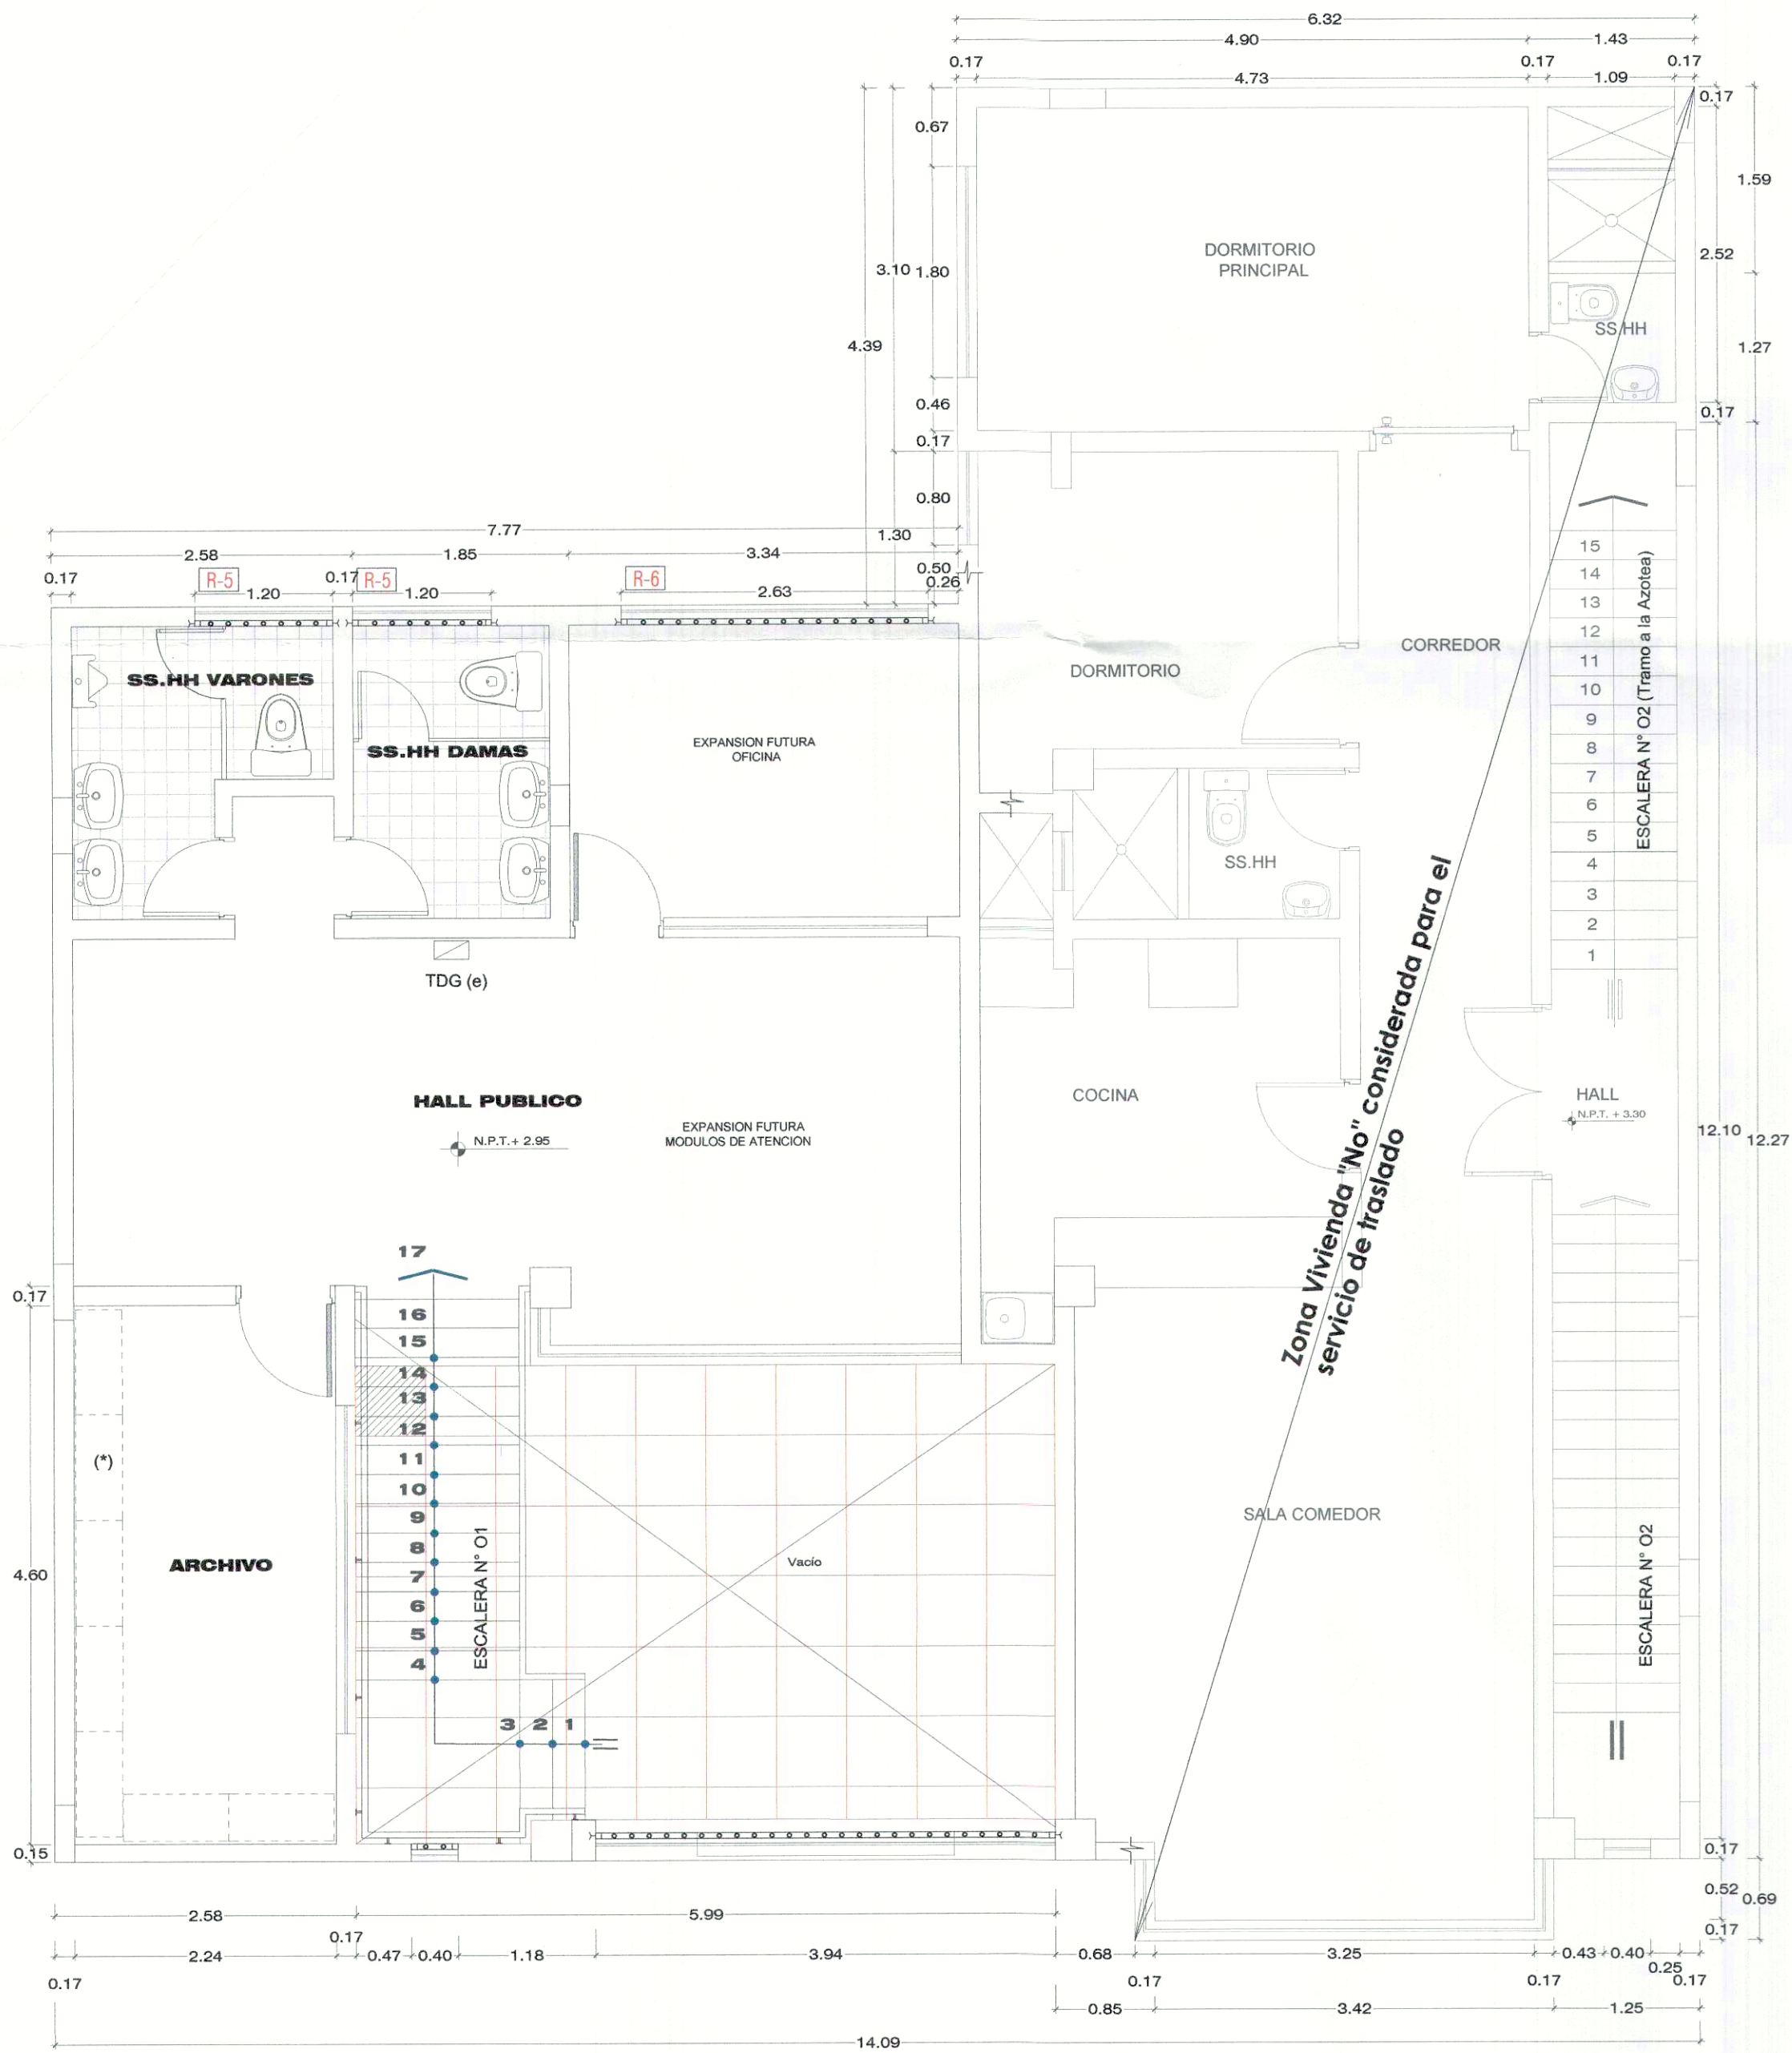 6.32
4.90 1.43
0.17 0.17 0.17
4.73 1.09
0.17
0.67
1.59
DORMITORIO
PRINCIPAL
2.52
3.10 1.80
SS.HH
4.39
1.27
0.46
0.17
0.17
0.80
7.77
1.30
2.58 1.85 3.34
0.50
0.17 R-5 0.17 R-5 R-6 0.26
1.20 1.20 2.63
15
14
13
12
11
10
9
8
7
6
5
4
3
2
1
ESCALERA N° O2 (Tramo a la Azotea)
CORREDOR
DORMITORIO
SS.HH VARONES
SS.HH DAMAS
EXPANSION FUTURA
OFICINA
SS.HH
TDG (e)
HALL PUBLICO
N.P.T.+ 2.95
EXPANSION FUTURA
MODULOS DE ATENCION
COCINA
HALL
N.P.T. + 3.30
12.10 12.27
Zona Vivienda "No" considerada para el
servicio de traslado
17
16
15
14
13
12
11
10
9
8
7
6
5
4
3 2 1
ESCALERA N° O1
0.17
(*)
4.60
ARCHIVO
Vacío
SALA COMEDOR
ESCALERA N° O2
0.15
0.17
0.52 0.69
0.17
2.58 5.99
0.17
2.24 0.47 0.40 1.18 3.94 0.68 3.25 0.43 0.40
0.25
0.17 0.17 0.17 0.17
0.85 3.42 1.25
14.09